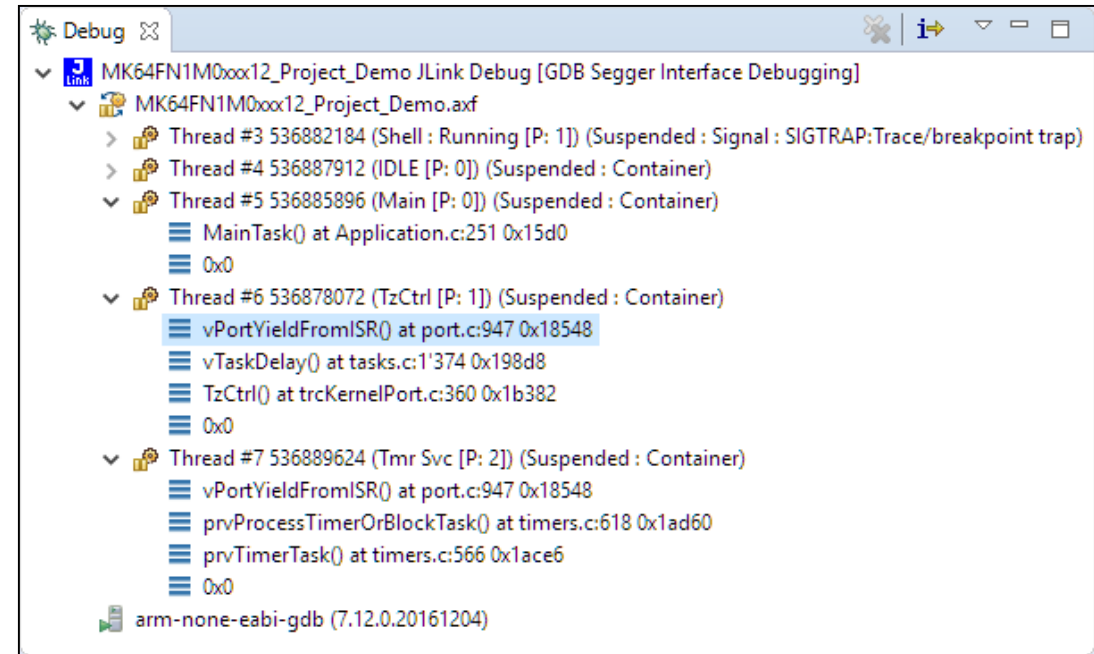 Debug
J Link MK64FN1M0xxx12_Project_Demo JLink Debug [GDB Segger Interface Debugging]
MK64FN1M0xxx12_Project_Demo.axf
Thread #3 536882184 (Shell : Running [P: 1]) (Suspended : Signal : SIGTRAP:Trace/breakpoint trap)
Thread #4 536887912 (IDLE [P: 0]) (Suspended : Container)
Thread #5 536885896 (Main [P: 0]) (Suspended : Container)
MainTask() at Application.c:251 0x15d0
0x0
Thread #6 536878072 (TzCtrl [P: 1]) (Suspended : Container)
vPortYieldFromISR() at port.c:947 0x18548
vTaskDelay() at tasks.c:1'374 0x198d8
TzCtrl() at trcKernelPort.c:360 0x1b382
0x0
Thread #7 536889624 (Tmr Svc [P: 2]) (Suspended : Container)
vPortYieldFromISR() at port.c:947 0x18548
prvProcessTimerOrBlockTask() at timers.c:618 0x1ad60
prvTimerTask() at timers.c:566 0x1ace6
0x0
arm-none-eabi-gdb (7.12.0.20161204)